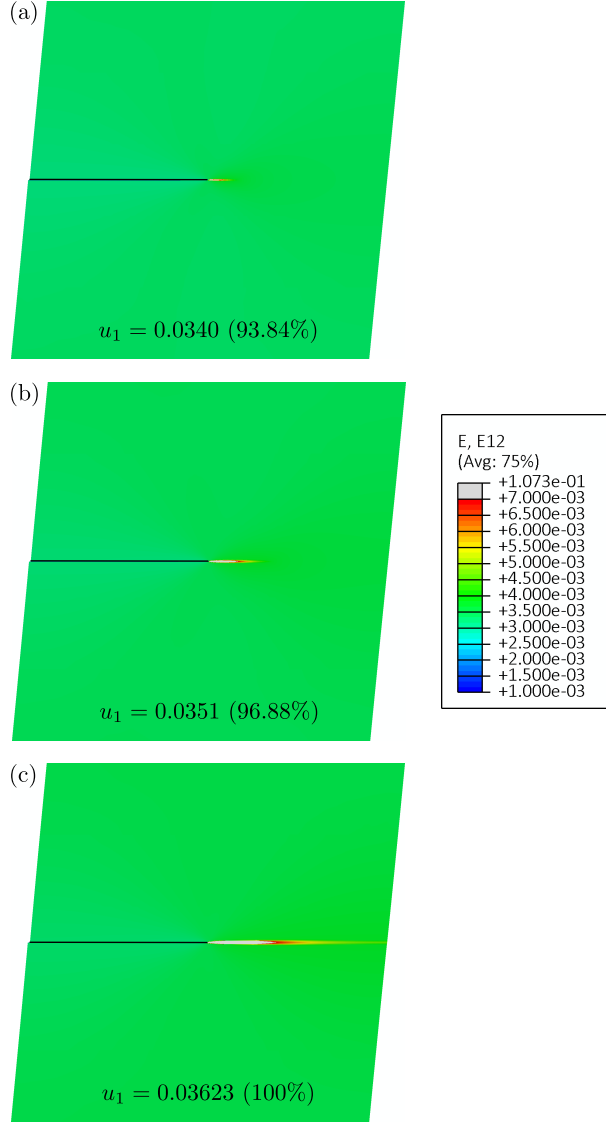 (a)
u₁ = 0.0340 (93.84%)
(b)
u₁ = 0.0351 (96.88%)
E, E12
(Avg: 75%)
+1.073e-01
+7.000e-03
+6.500e-03
+6.000e-03
+5.500e-03
+5.000e-03
+4.500e-03
+4.000e-03
+3.500e-03
+3.000e-03
+2.500e-03
+2.000e-03
+1.500e-03
+1.000e-03
(c)
u₁ = 0.03623 (100%)